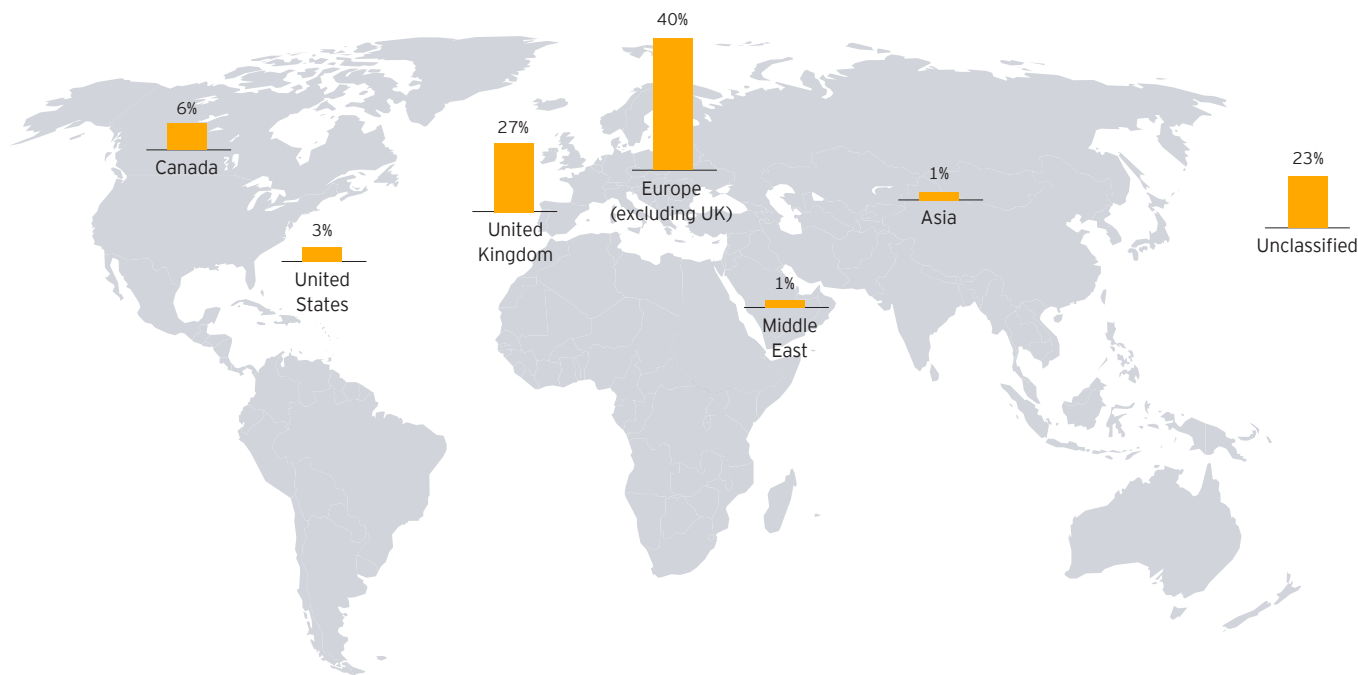 40%
6%
Canada
27%
United
Kingdom
Europe
(excluding UK)
1%
Asia
23%
Unclassified
3%
United
States
1%
Middle
East